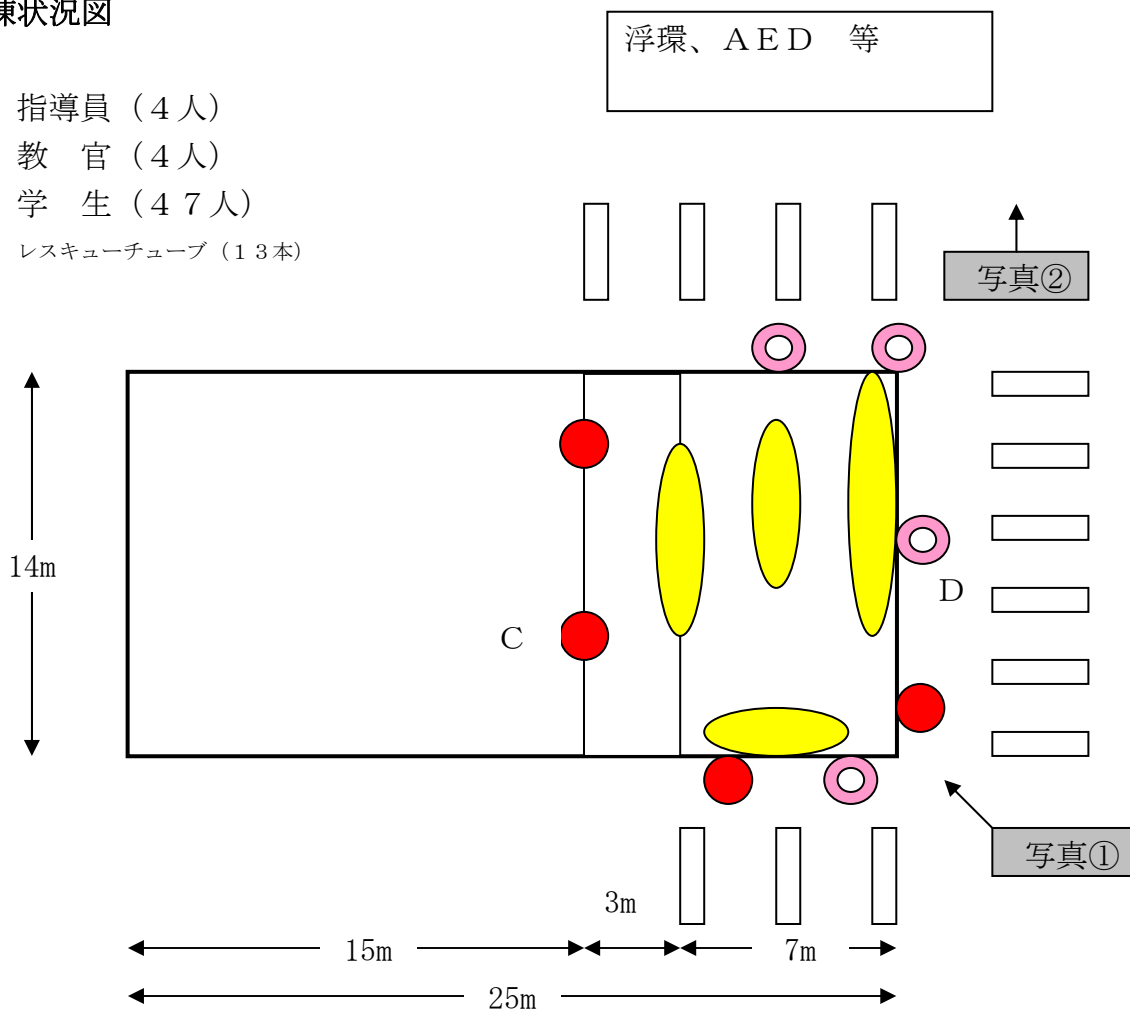 状況図
浮環、ＡＥＤ　等
指導員（４人）
教　官（４人）
学　生（４７人）
レスキューチューブ（１３本）
写真②
14m
C
D
写真①
3m
15m
7m
25m